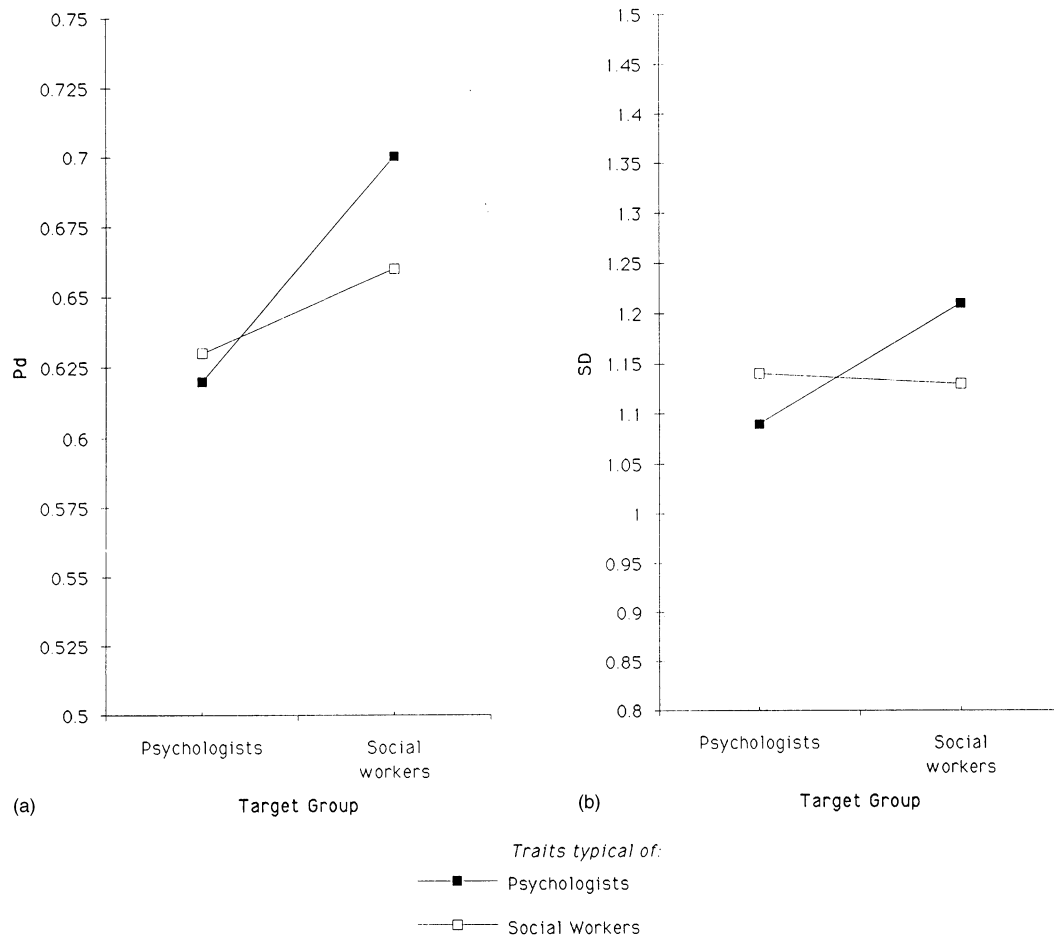 0.75
0.725
0.7
0.675
0.65
0.625
0.6
0.575
0.55
0.525
0.5
Pd
Psychologists
Social
workers
(a)
Target Group
1.5
1.45
1.4
1.35
1.3
1.25
1.2
1.15
1.1
1.05
1
0.95
0.9
0.85
0.8
SD
Psychologists
Social
workers
(b)
Target Group
Traits typical of:
Psychologists
Social Workers